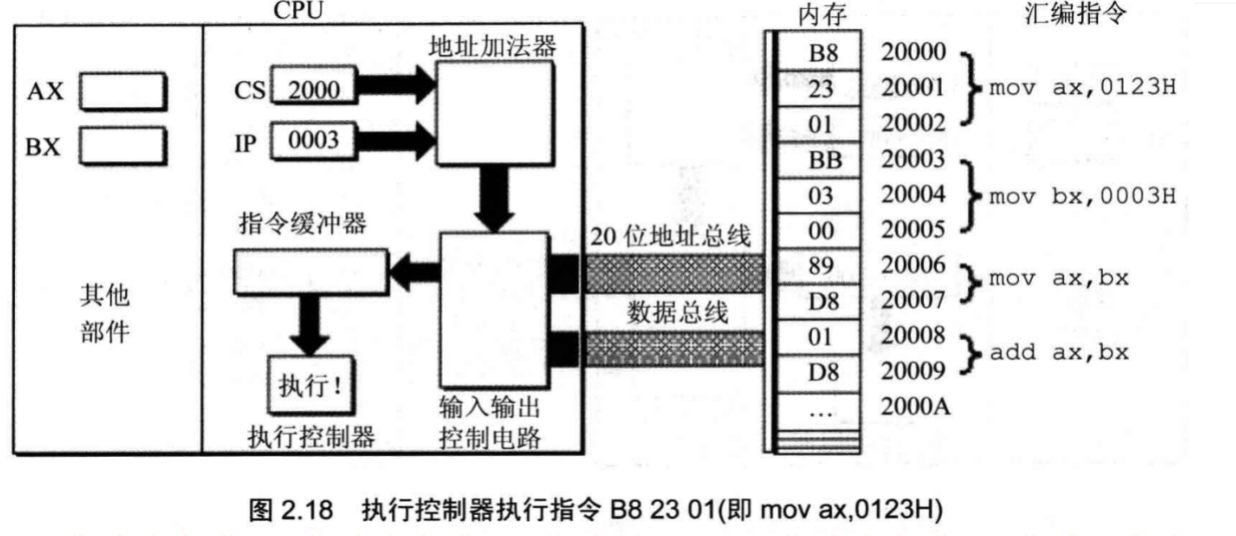 CPU
内存
汇编指令
地址加法器
AX
BX
CS 2000
IP 0003
指令缓冲器
其他
部件
执行！
执行控制器
输入输出
控制电路
20位地址总线
数据总线
B8 20000
23 20001 mov ax,0123H
01 20002
BB 20003
03 20004 mov bx,0003H
00 20005
89 20006
D8 20007
mov ax,bx
01 20008
D8 20009
add ax,bx
… 2000A
图 2.18 执行控制器执行指令 B8 23 01(即 mov ax,0123H)